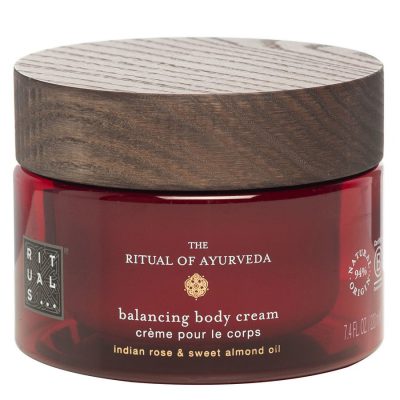 RITUALS...
THE
RITUAL OF AYURVEDA
balancing body cream
crème pour le corps
indian rose & sweet almond oil
NATURAL
94%
ORIGIN
7.4 FL OZ